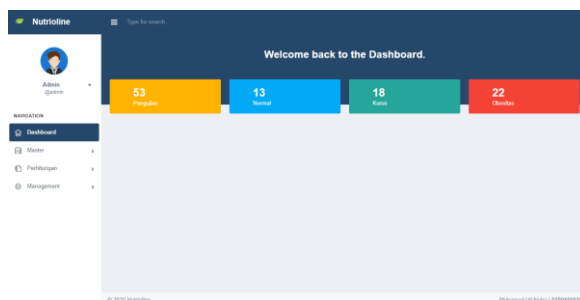 Nutrioline
Type for search.
Admin
@admin
NAVIGATION
Dashboard
Master
Perhitungan
Management
Welcome back to the Dashboard.
53
Pengujian
13
Normal
18
Kurus
22
Obesitas
© 2020 Nutrioline